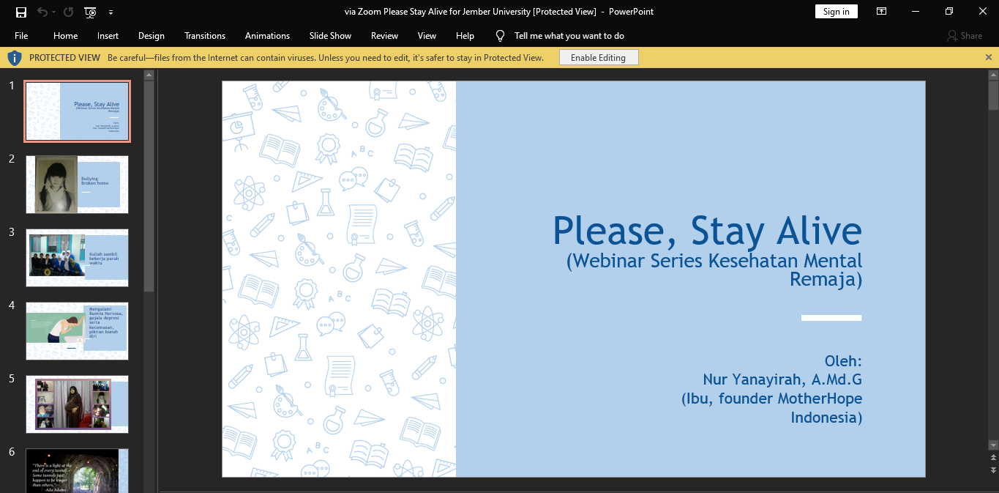 via Zoom Please Stay Alive for Jember University [Protected View] - PowerPoint
Sign in
File Home Insert Design Transitions Animations Slide Show Review View Help Tell me what you want to do Share
PROTECTED VIEW Be careful—files from the Internet can contain viruses. Unless you need to edit, it's safer to stay in Protected View. Enable Editing
1
Please, Stay Alive
(Webinar Series Kesehatan Mental
Remaja)
2
Bullying
Broken home
3
Kuliah sambil
bekerja paruh
waktu
4
Mengalami
Bulimia Nervosa,
gejala depresi
serta
kecemasan,
pikiran bunuh
diri
5
6
"There is a light at the
end of every tunnel.
Some tunnels just
happen to be longer
than others."
-Ada Adams
A B C
A B C
A B C
Please, Stay Alive
(Webinar Series Kesehatan Mental
Remaja)
Oleh:
Nur Yanayirah, A.Md.G
(Ibu, founder MotherHope
Indonesia)